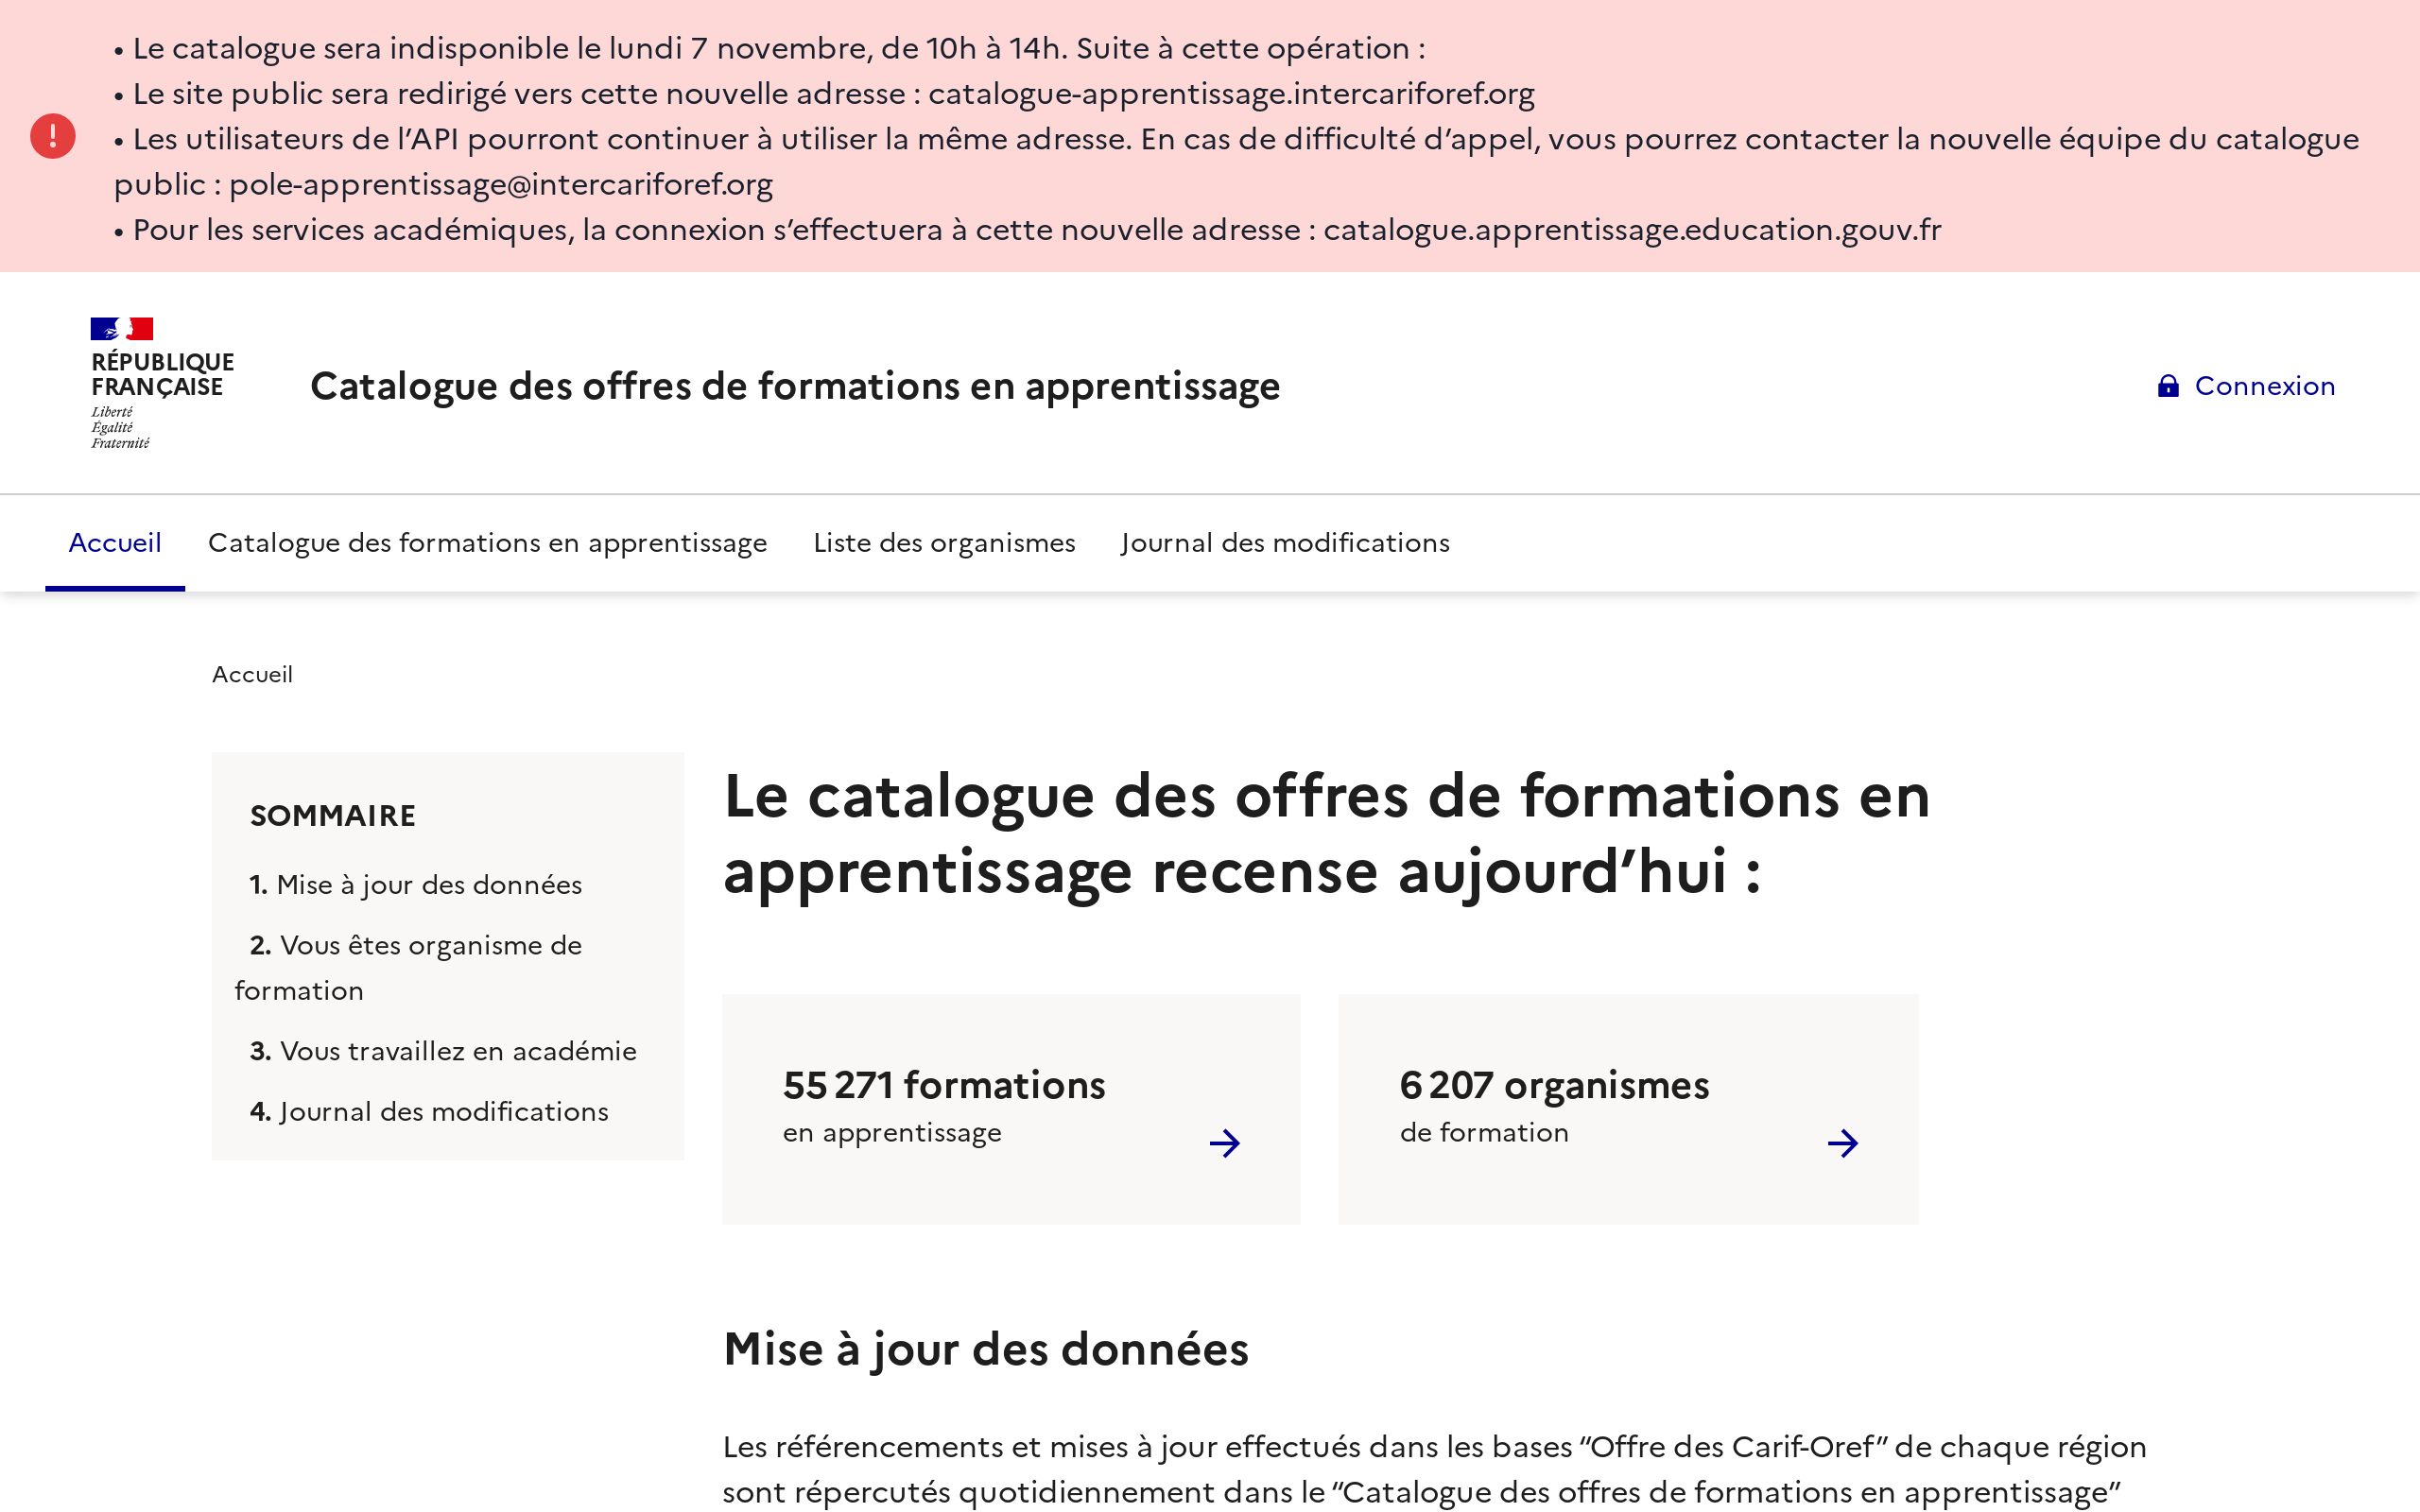 • Le catalogue sera indisponible le lundi 7 novembre, de 10h à 14h. Suite à cette opération :
• Le site public sera redirigé vers cette nouvelle adresse : catalogue-apprentissage.intercariforef.org
• Les utilisateurs de l’API pourront continuer à utiliser la même adresse. En cas de difficulté d’appel, vous pourrez contacter la nouvelle équipe du catalogue
public : pole-apprentissage@intercariforef.org
• Pour les services académiques, la connexion s’effectuera à cette nouvelle adresse : catalogue.apprentissage.education.gouv.fr
RÉPUBLIQUE
FRANÇAISE
Liberté
Égalité
Fraternité
Catalogue des offres de formations en apprentissage
Connexion
Accueil Catalogue des formations en apprentissage Liste des organismes Journal des modifications
Accueil
SOMMAIRE
1. Mise à jour des données
2. Vous êtes organisme de
formation
3. Vous travaillez en académie
4. Journal des modifications
Le catalogue des offres de formations en
apprentissage recense aujourd’hui :
55 271 formations
en apprentissage
6 207 organismes
de formation
Mise à jour des données
Les référencements et mises à jour effectués dans les bases “Offre des Carif-Oref” de chaque région
sont répercutés quotidiennement dans le “Catalogue des offres de formations en apprentissage”